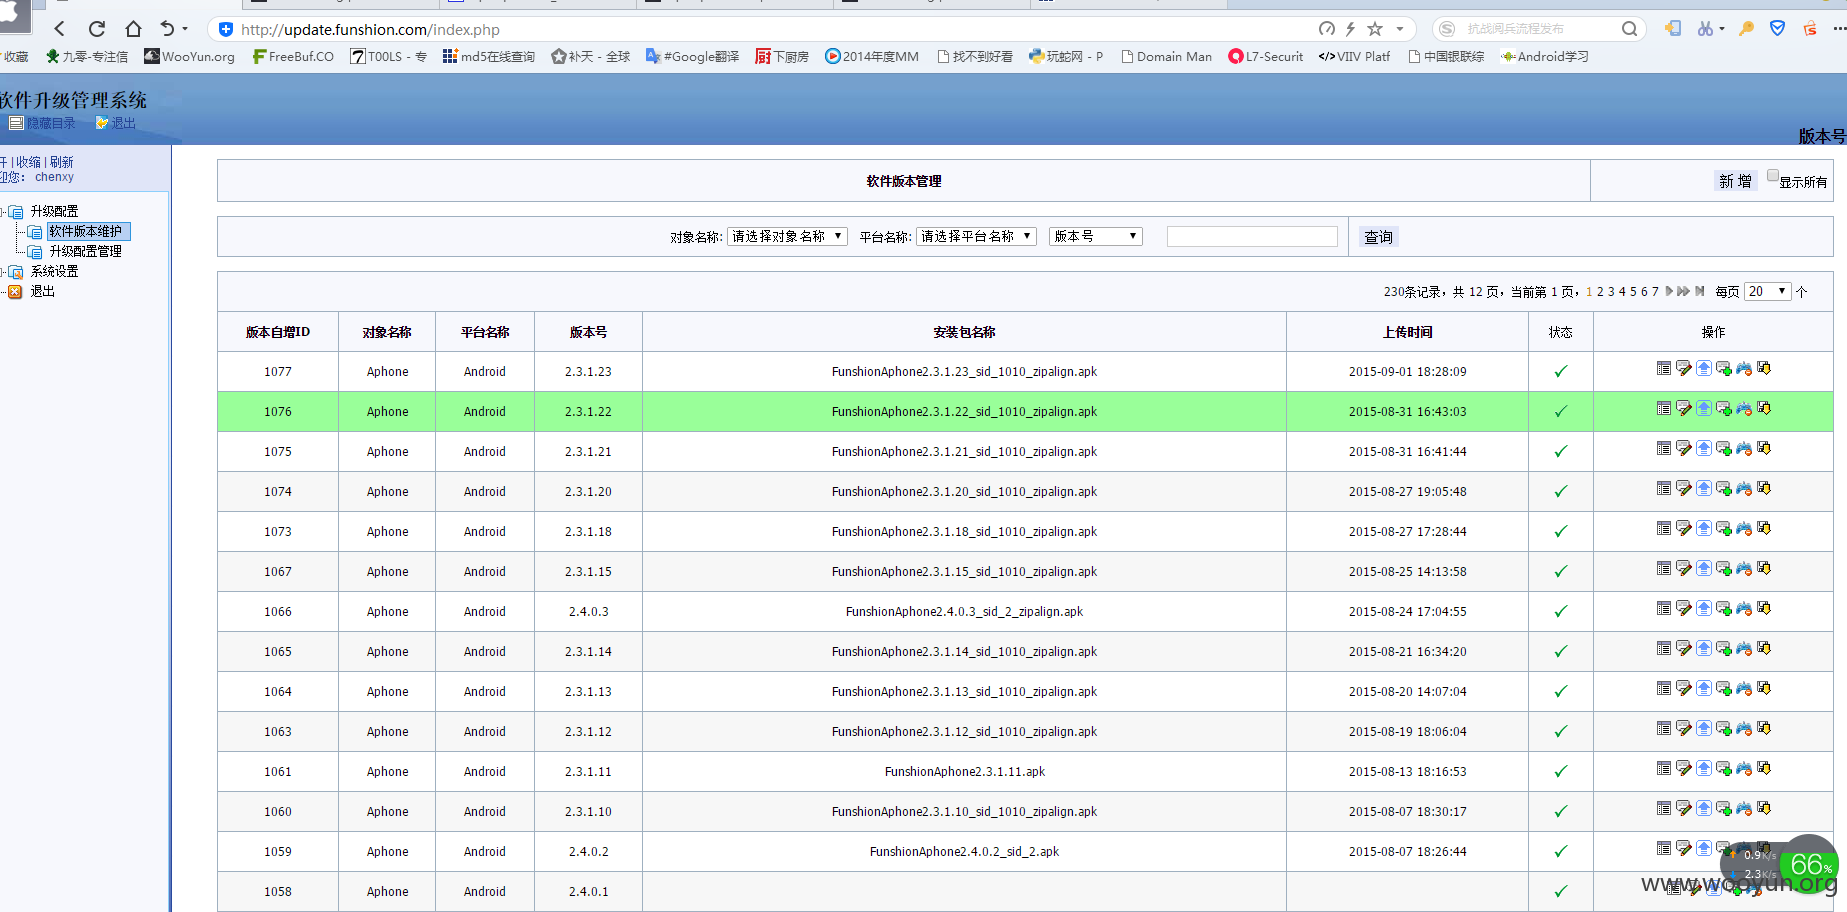 http://update.funshion.com/index.php
抗战阅兵流程发布
收藏 九零-专注信 WooYun.org FreeBuf.CO T00LS - 专 md5在线查询 补天 - 全球 #Google翻译 下厨房 2014年度MM 找不到好看 玩蛇网 - P Domain Man L7-Securit VIIV Platf 中国银联综 Android学习
软件升级管理系统
隐藏目录 退出
版本号
开 | 收缩 | 刷新
迎您: chenxy
升级配置
软件版本维护
升级配置管理
系统设置
退出
软件版本管理 新 增 显示所有
对象名称: 请选择对象名称 平台名称: 请选择平台名称 版本号 查询
230条记录，共 12 页，当前第 1 页， 1 2 3 4 5 6 7 每页 20 个
版本自增ID 对象名称 平台名称 版本号 安装包名称 上传时间 状态 操作
1077 Aphone Android 2.3.1.23 FunshionAphone2.3.1.23_sid_1010_zipalign.apk 2015-09-01 18:28:09
1076 Aphone Android 2.3.1.22 FunshionAphone2.3.1.22_sid_1010_zipalign.apk 2015-08-31 16:43:03
1075 Aphone Android 2.3.1.21 FunshionAphone2.3.1.21_sid_1010_zipalign.apk 2015-08-31 16:41:44
1074 Aphone Android 2.3.1.20 FunshionAphone2.3.1.20_sid_1010_zipalign.apk 2015-08-27 19:05:48
1073 Aphone Android 2.3.1.18 FunshionAphone2.3.1.18_sid_1010_zipalign.apk 2015-08-27 17:28:44
1067 Aphone Android 2.3.1.15 FunshionAphone2.3.1.15_sid_1010_zipalign.apk 2015-08-25 14:13:58
1066 Aphone Android 2.4.0.3 FunshionAphone2.4.0.3_sid_2_zipalign.apk 2015-08-24 17:04:55
1065 Aphone Android 2.3.1.14 FunshionAphone2.3.1.14_sid_1010_zipalign.apk 2015-08-21 16:34:20
1064 Aphone Android 2.3.1.13 FunshionAphone2.3.1.13_sid_1010_zipalign.apk 2015-08-20 14:07:04
1063 Aphone Android 2.3.1.12 FunshionAphone2.3.1.12_sid_1010_zipalign.apk 2015-08-19 18:06:04
1061 Aphone Android 2.3.1.11 FunshionAphone2.3.1.11.apk 2015-08-13 18:16:53
1060 Aphone Android 2.3.1.10 FunshionAphone2.3.1.10_sid_1010_zipalign.apk 2015-08-07 18:30:17
1059 Aphone Android 2.4.0.2 FunshionAphone2.4.0.2_sid_2.apk 2015-08-07 18:26:44
1058 Aphone Android 2.4.0.1
0.9K/s
2.3K/s
66%
www.wooyun.org